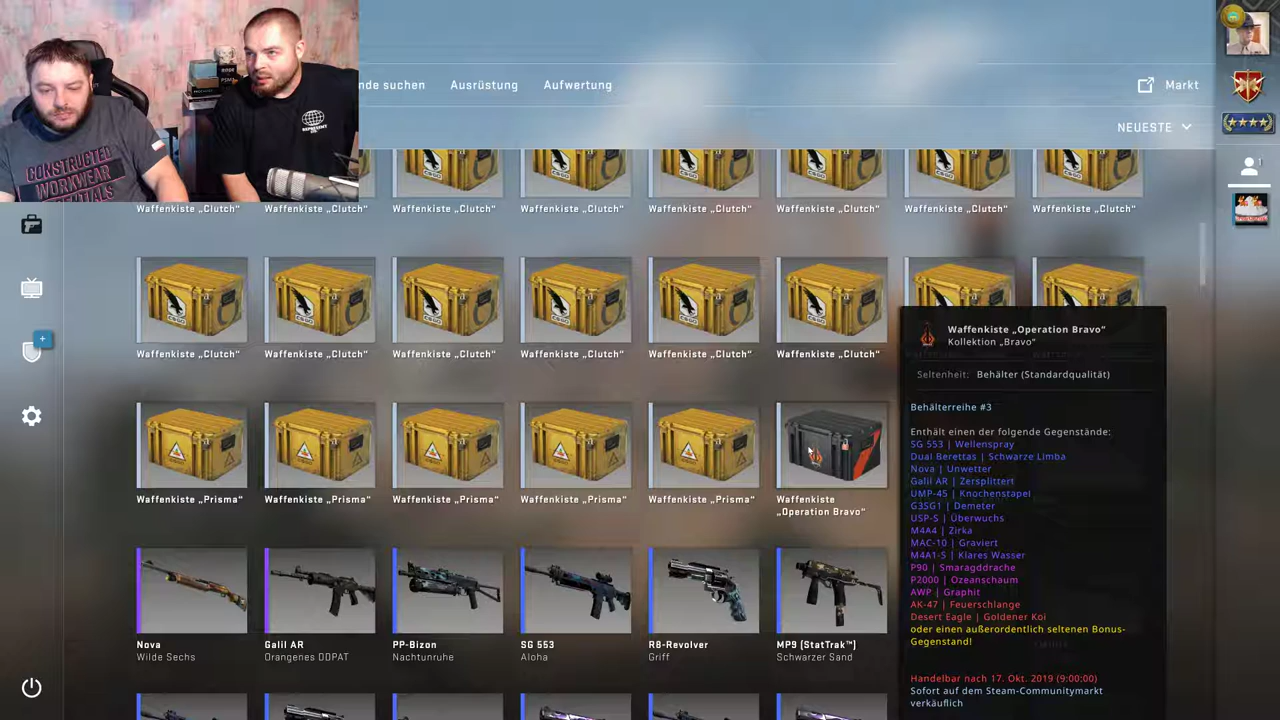 nde suchen
Ausrüstung
Aufwertung
Markt
NEUESTE
CONSTRUCTED
WORKWEAR
REPRESENT
Waffenkiste „Clutch“
Waffenkiste „Clutch“
Waffenkiste „Clutch“
Waffenkiste „Clutch“
Waffenkiste „Clutch“
Waffenkiste „Clutch“
Waffenkiste „Clutch“
Waffenkiste „Clutch“
Waffenkiste „Clutch“
Waffenkiste „Clutch“
Waffenkiste „Clutch“
Waffenkiste „Clutch“
Waffenkiste „Clutch“
Waffenkiste „Clutch“
Waffenkiste „Prisma“
Waffenkiste „Prisma“
Waffenkiste „Prisma“
Waffenkiste „Prisma“
Waffenkiste „Prisma“
Waffenkiste
„Operation Bravo“
Nova
Wilde Sechs
Galil AR
Orangenes DDPAT
PP-Bizon
Nachtunruhe
SG 553
Aloha
R8-Revolver
Griff
MP9 (StatTrak™)
Schwarzer Sand
Waffenkiste „Operation Bravo“
Kollektion „Bravo“
Seltenheit: Behälter (Standardqualität)
Behälterreihe #3
Enthält einen der folgende Gegenstände:
SG 553 | Wellenspray
Dual Berettas | Schwarze Limba
Nova | Unwetter
Galil AR | Zersplittert
UMP-45 | Knochenstapel
G3SG1 | Demeter
USP-S | Überwuchs
M4A4 | Zirka
MAC-10 | Graviert
M4A1-S | Klares Wasser
P90 | Smaragddrache
P2000 | Ozeanschaum
AWP | Graphit
AK-47 | Feuerschlange
Desert Eagle | Goldener Koi
oder einen außerordentlich seltenen Bonus-
Gegenstand!
Handelbar nach 17. Okt. 2019 (9:00:00)
Sofort auf dem Steam-Communitymarkt
verkäuflich